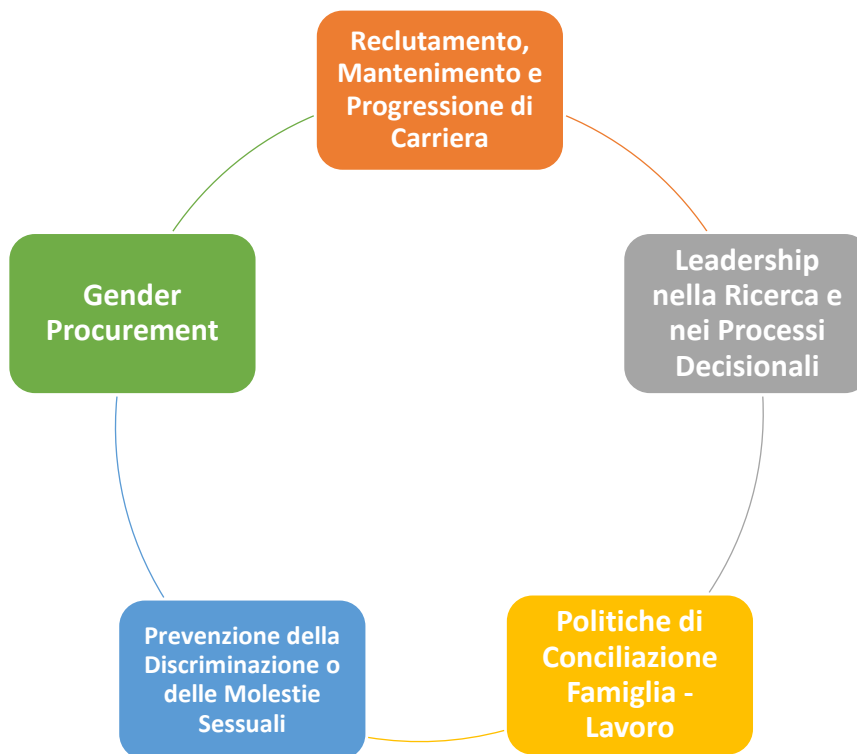 Reclutamento,
Mantenimento e
Progressione di
Carriera
Leadership
nella Ricerca e
nei Processi
Decisionali
Politiche di
Conciliazione
Famiglia -
Lavoro
Prevenzione della
Discriminazione o
delle Molestie
Sessuali
Gender
Procurement